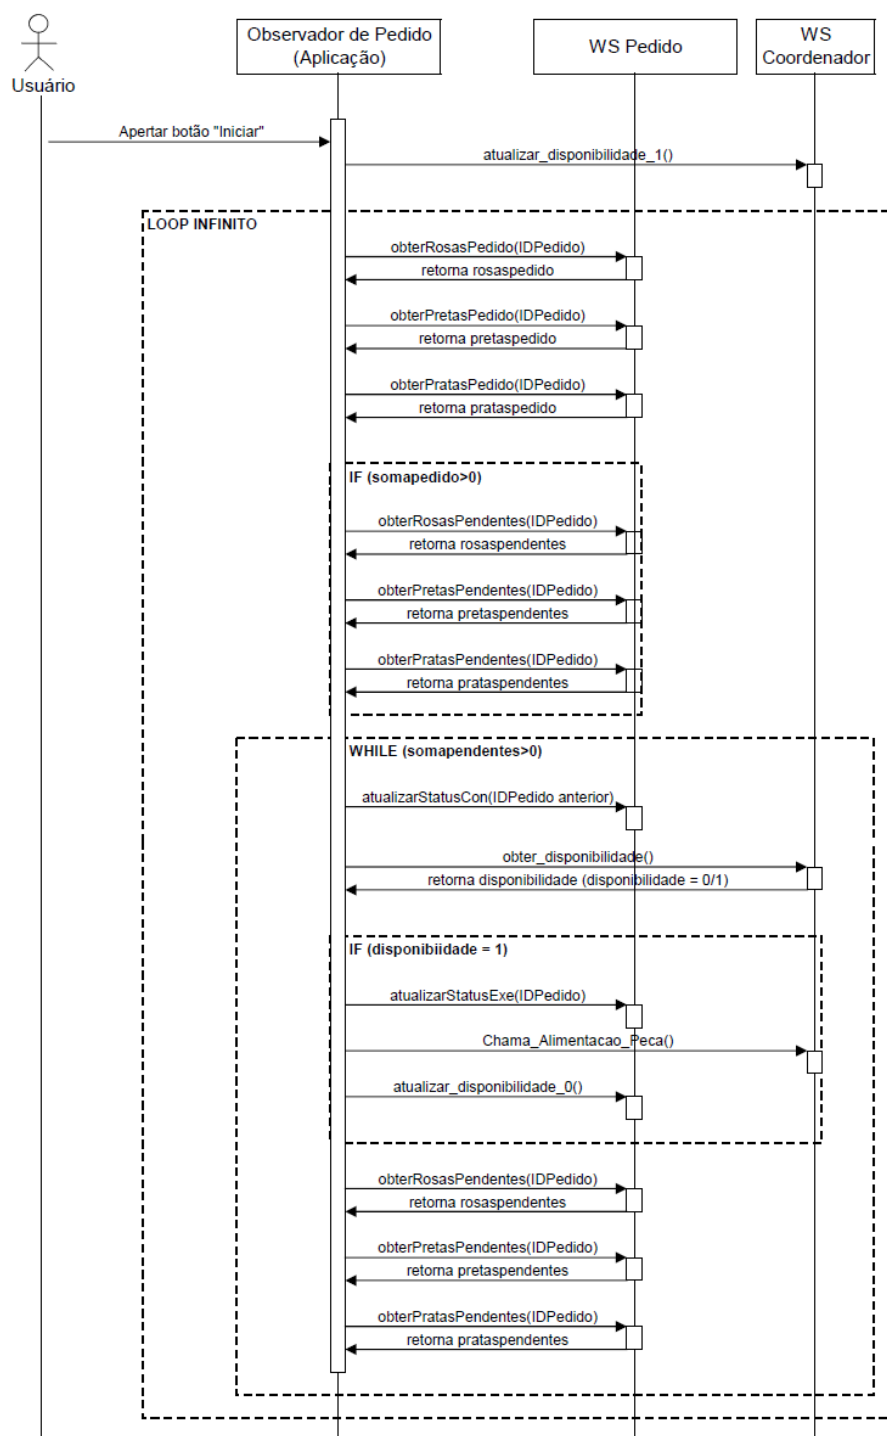 Usuário
Observador de Pedido
(Aplicação)
WS Pedido
WS
Coordenador
Apertar botão "Iniciar"
atualizar_disponibilidade_1()
LOOP INFINITO
obterRosasPedido(IDPedido)
retorna rosaspedido
obterPretasPedido(IDPedido)
retorna pretaspedido
obterPratasPedido(IDPedido)
retorna prataspedido
IF (somapedido>0)
obterRosasPendentes(IDPedido)
retorna rosaspendentes
obterPretasPendentes(IDPedido)
retorna pretaspendentes
obterPratasPendentes(IDPedido)
retorna prataspendentes
WHILE (somapendentes>0)
atualizarStatusCon(IDPedido anterior)
obter_disponibilidade()
retorna disponibilidade (disponibilidade = 0/1)
IF (disponibiidade = 1)
atualizarStatusExe(IDPedido)
Chama_Alimentacao_Peca()
atualizar_disponibilidade_0()
obterRosasPendentes(IDPedido)
retorna rosaspendentes
obterPretasPendentes(IDPedido)
retorna pretaspendentes
obterPratasPendentes(IDPedido)
retorna prataspendentes